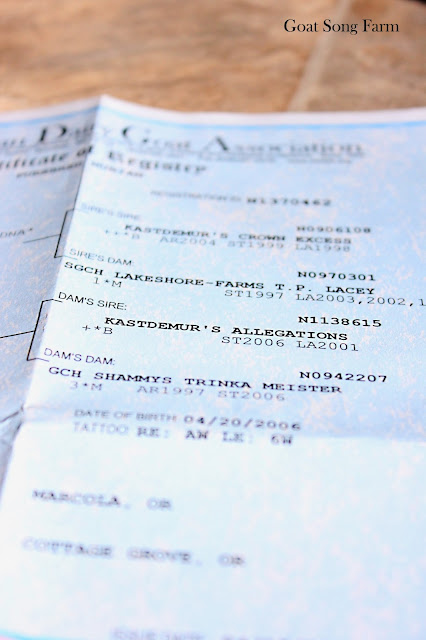 Goat Song Farm
Dairy Goat Association
Certificate of Registry
REGISTRATION ID N1370462
SIRE'S SIRE: N0906108
KASTDEMUR'S CROWN EXCESS
++*B AR2004 ST1999 LA1998
DNA*
SIRE'S DAM: N0970301
SGCH LAKESHORE-FARMS T.P. LACEY
1*M ST1997 LA2003,2002,1
DAM'S SIRE: N1138615
KASTDEMUR'S ALLEGATIONS
+*B ST2006 LA2001
DAM'S DAM: N0942207
GCH SHAMMYS TRINKA MEISTER
3*M AR1997 ST2006
DATE OF BIRTH 04/20/2006
TATTOO RE: AW LE: 6W
MARCOLA, OR
COTTAGE GROVE, OR